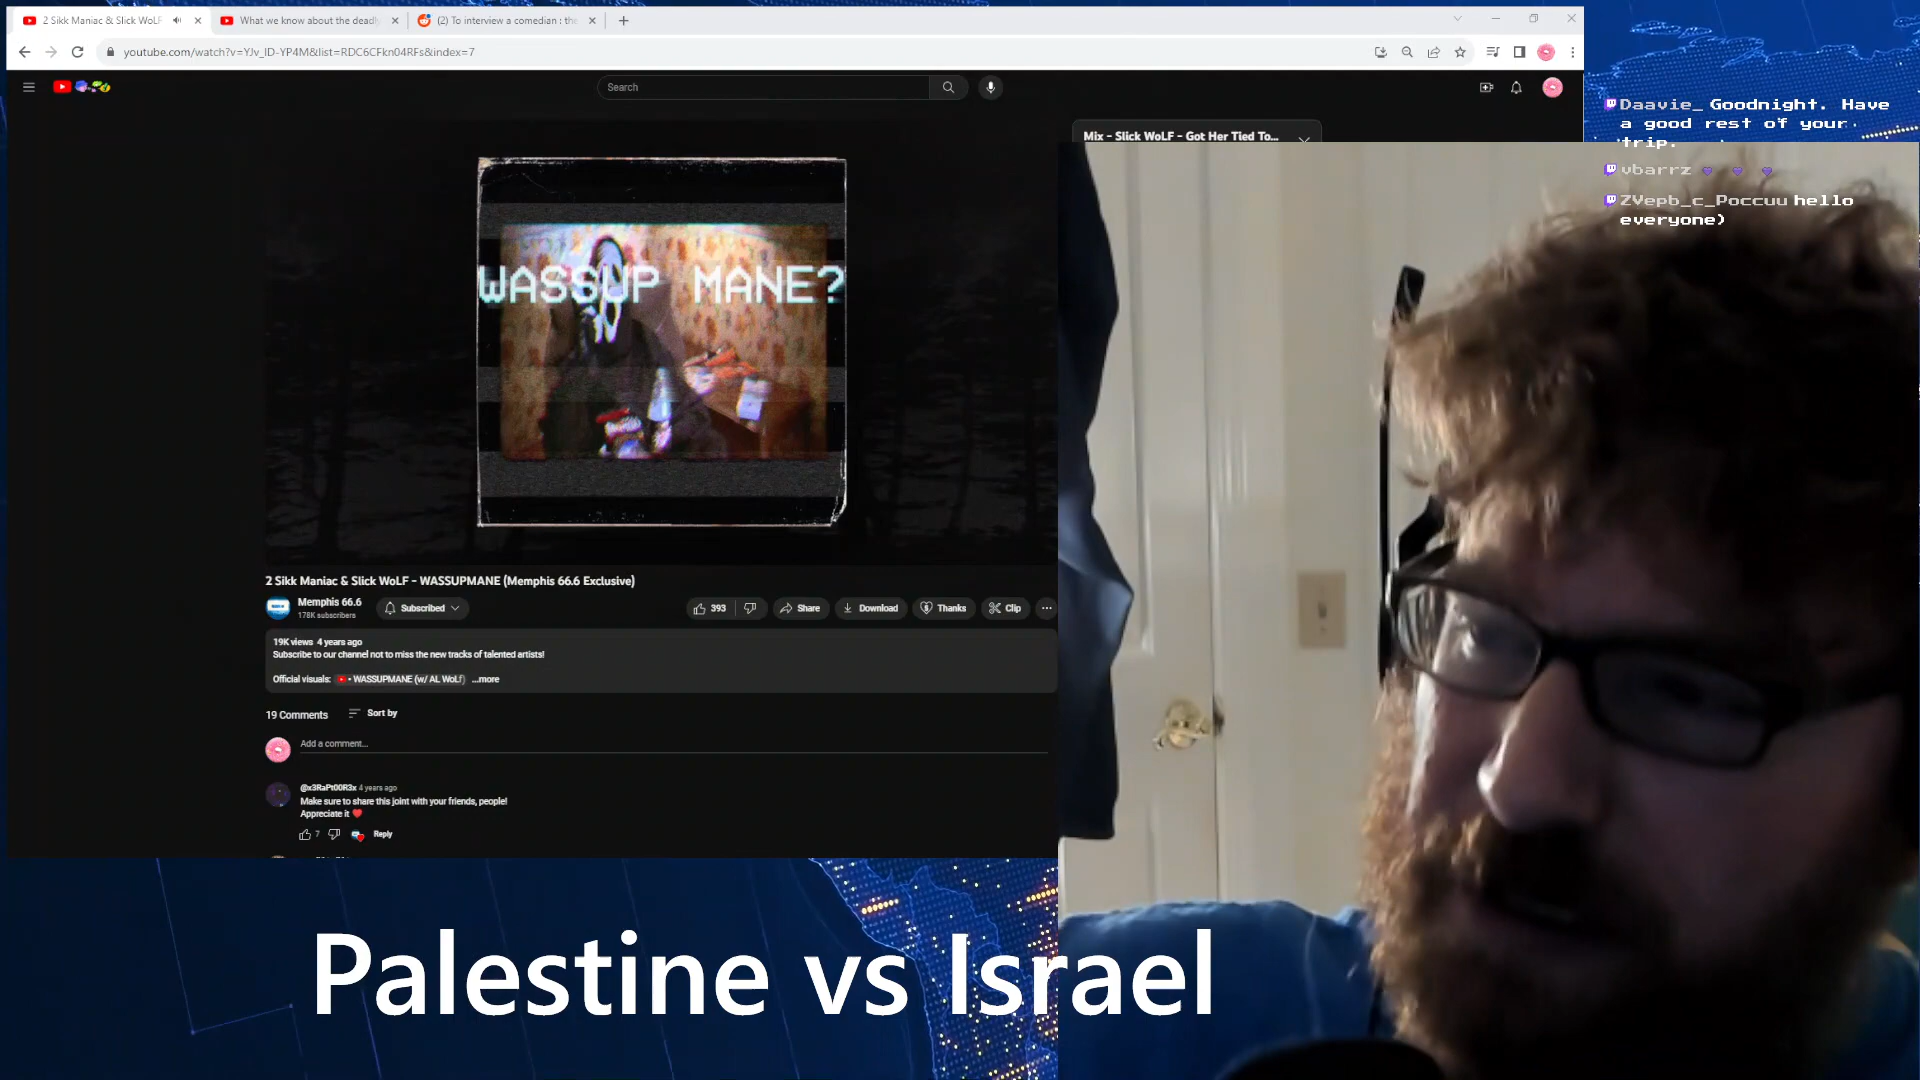 2 Sikk Maniac & Slick WoLF
What we know about the deadly
(2) To interview a comedian : the
youtube.com/watch?v=YJv_ID-YP4M&list=RDC6CFkn04RFs&index=7
Search
Mix - Slick WoLF - Got Her Tied To...
Daavie_ Goodnight. Have
a good rest of your
trip.
vbarrz
ZVepb_c_Poccuu hello
everyone)
WASSUP MANE?
2 Sikk Maniac & Slick WoLF - WASSUPMANE (Memphis 66.6 Exclusive)
Memphis 66.6
178K subscribers
Subscribed
393
Share
Download
Thanks
Clip
19K views 4 years ago
Subscribe to our channel not to miss the new tracks of talented artists!
Official visuals: • WASSUPMANE (w/ AL WoLf) ...more
19 Comments
Sort by
Add a comment...
@x3RaPt00R3x 4 years ago
Make sure to share this joint with your friends, people!
Appreciate it
7
Reply
Palestine vs Israel